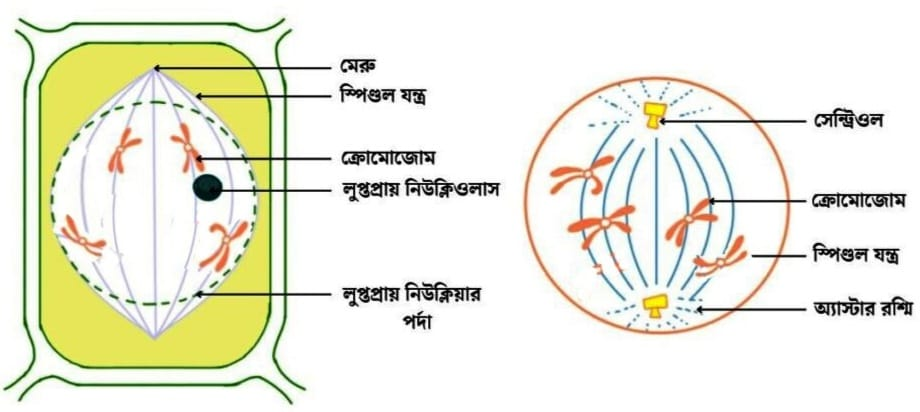 মেরু
স্পিণ্ডল যন্ত্র
ক্রোমোজোম
লুপ্তপ্রায় নিউক্লিওলাস
লুপ্তপ্রায় নিউক্লিয়ার
পর্দা
সেন্ট্রিওল
ক্রোমোজোম
স্পিণ্ডল যন্ত্র
অ্যাস্টার রশ্মি